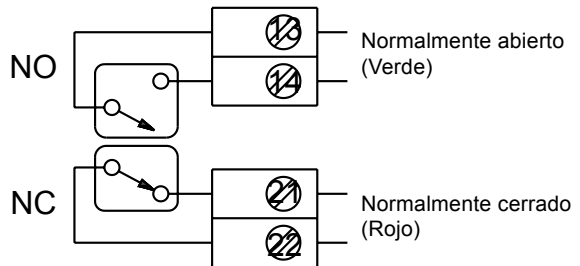 13
Normalmente abierto
(Verde)
NO
14
21
Normalmente cerrado
(Rojo)
NC
22